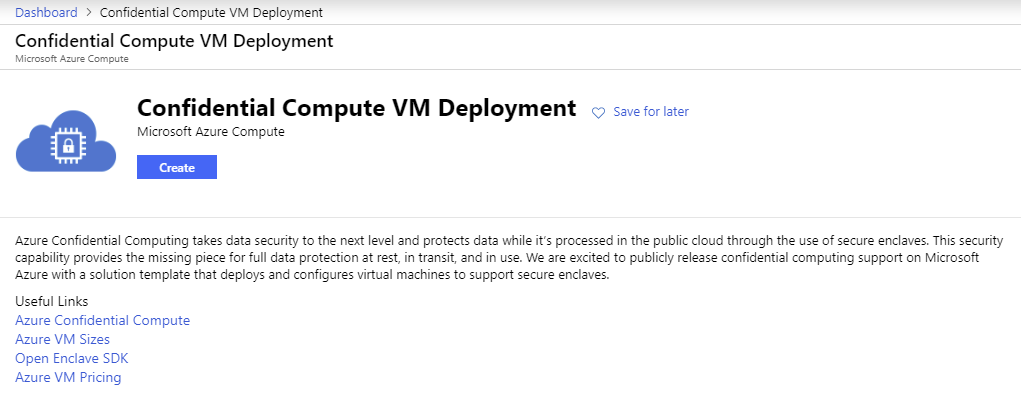 Dashboard > Confidential Compute VM Deployment
Confidential Compute VM Deployment
Microsoft Azure Compute
Confidential Compute VM Deployment
Save for later
Microsoft Azure Compute
Create
Azure Confidential Computing takes data security to the next level and protects data while it's processed in the public cloud through the use of secure enclaves. This security
capability provides the missing piece for full data protection at rest, in transit, and in use. We are excited to publicly release confidential computing support on Microsoft
Azure with a solution template that deploys and configures virtual machines to support secure enclaves.
Useful Links
Azure Confidential Compute
Azure VM Sizes
Open Enclave SDK
Azure VM Pricing